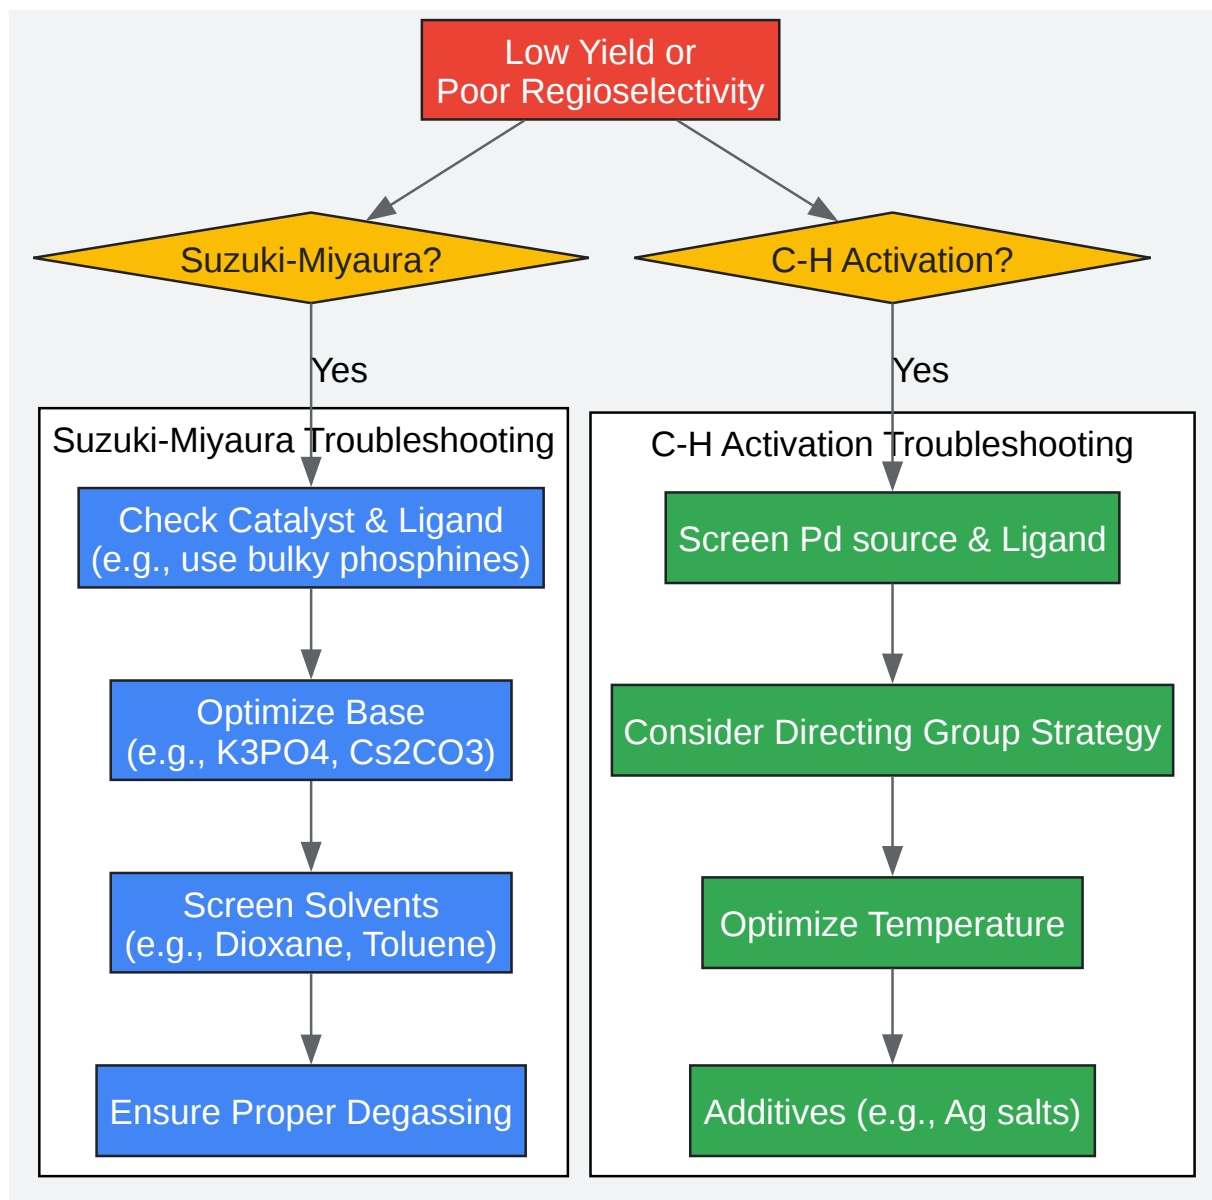 Low Yield or
Poor Regioselectivity
Suzuki-Miyaura?
C-H Activation?
Yes
Yes
Suzuki-Miyaura Troubleshooting
Check Catalyst & Ligand
(e.g., use bulky phosphines)
Optimize Base
(e.g., K3PO4, Cs2CO3)
Screen Solvents
(e.g., Dioxane, Toluene)
Ensure Proper Degassing
C-H Activation Troubleshooting
Screen Pd source & Ligand
Consider Directing Group Strategy
Optimize Temperature
Additives (e.g., Ag salts)